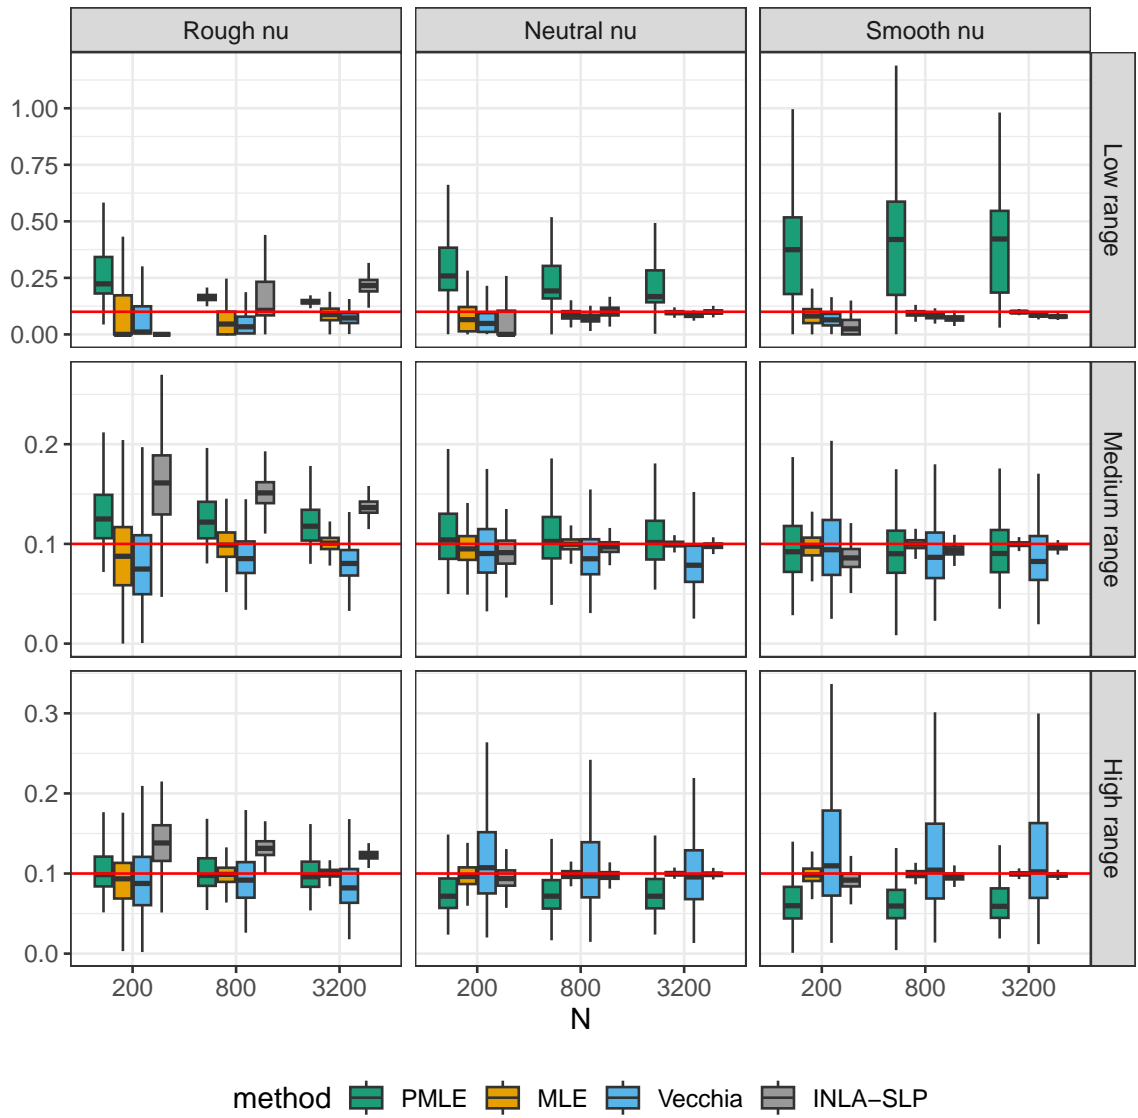 Rough nu Neutral nu Smooth nu
1.00
0.75
0.50
0.25
0.00
Low range
0.2
0.1
0.0
Medium range
0.3
0.2
0.1
0.0
High range
200 800 3200 200 800 3200 200 800 3200
N
method PMLE MLE Vecchia INLA−SLP